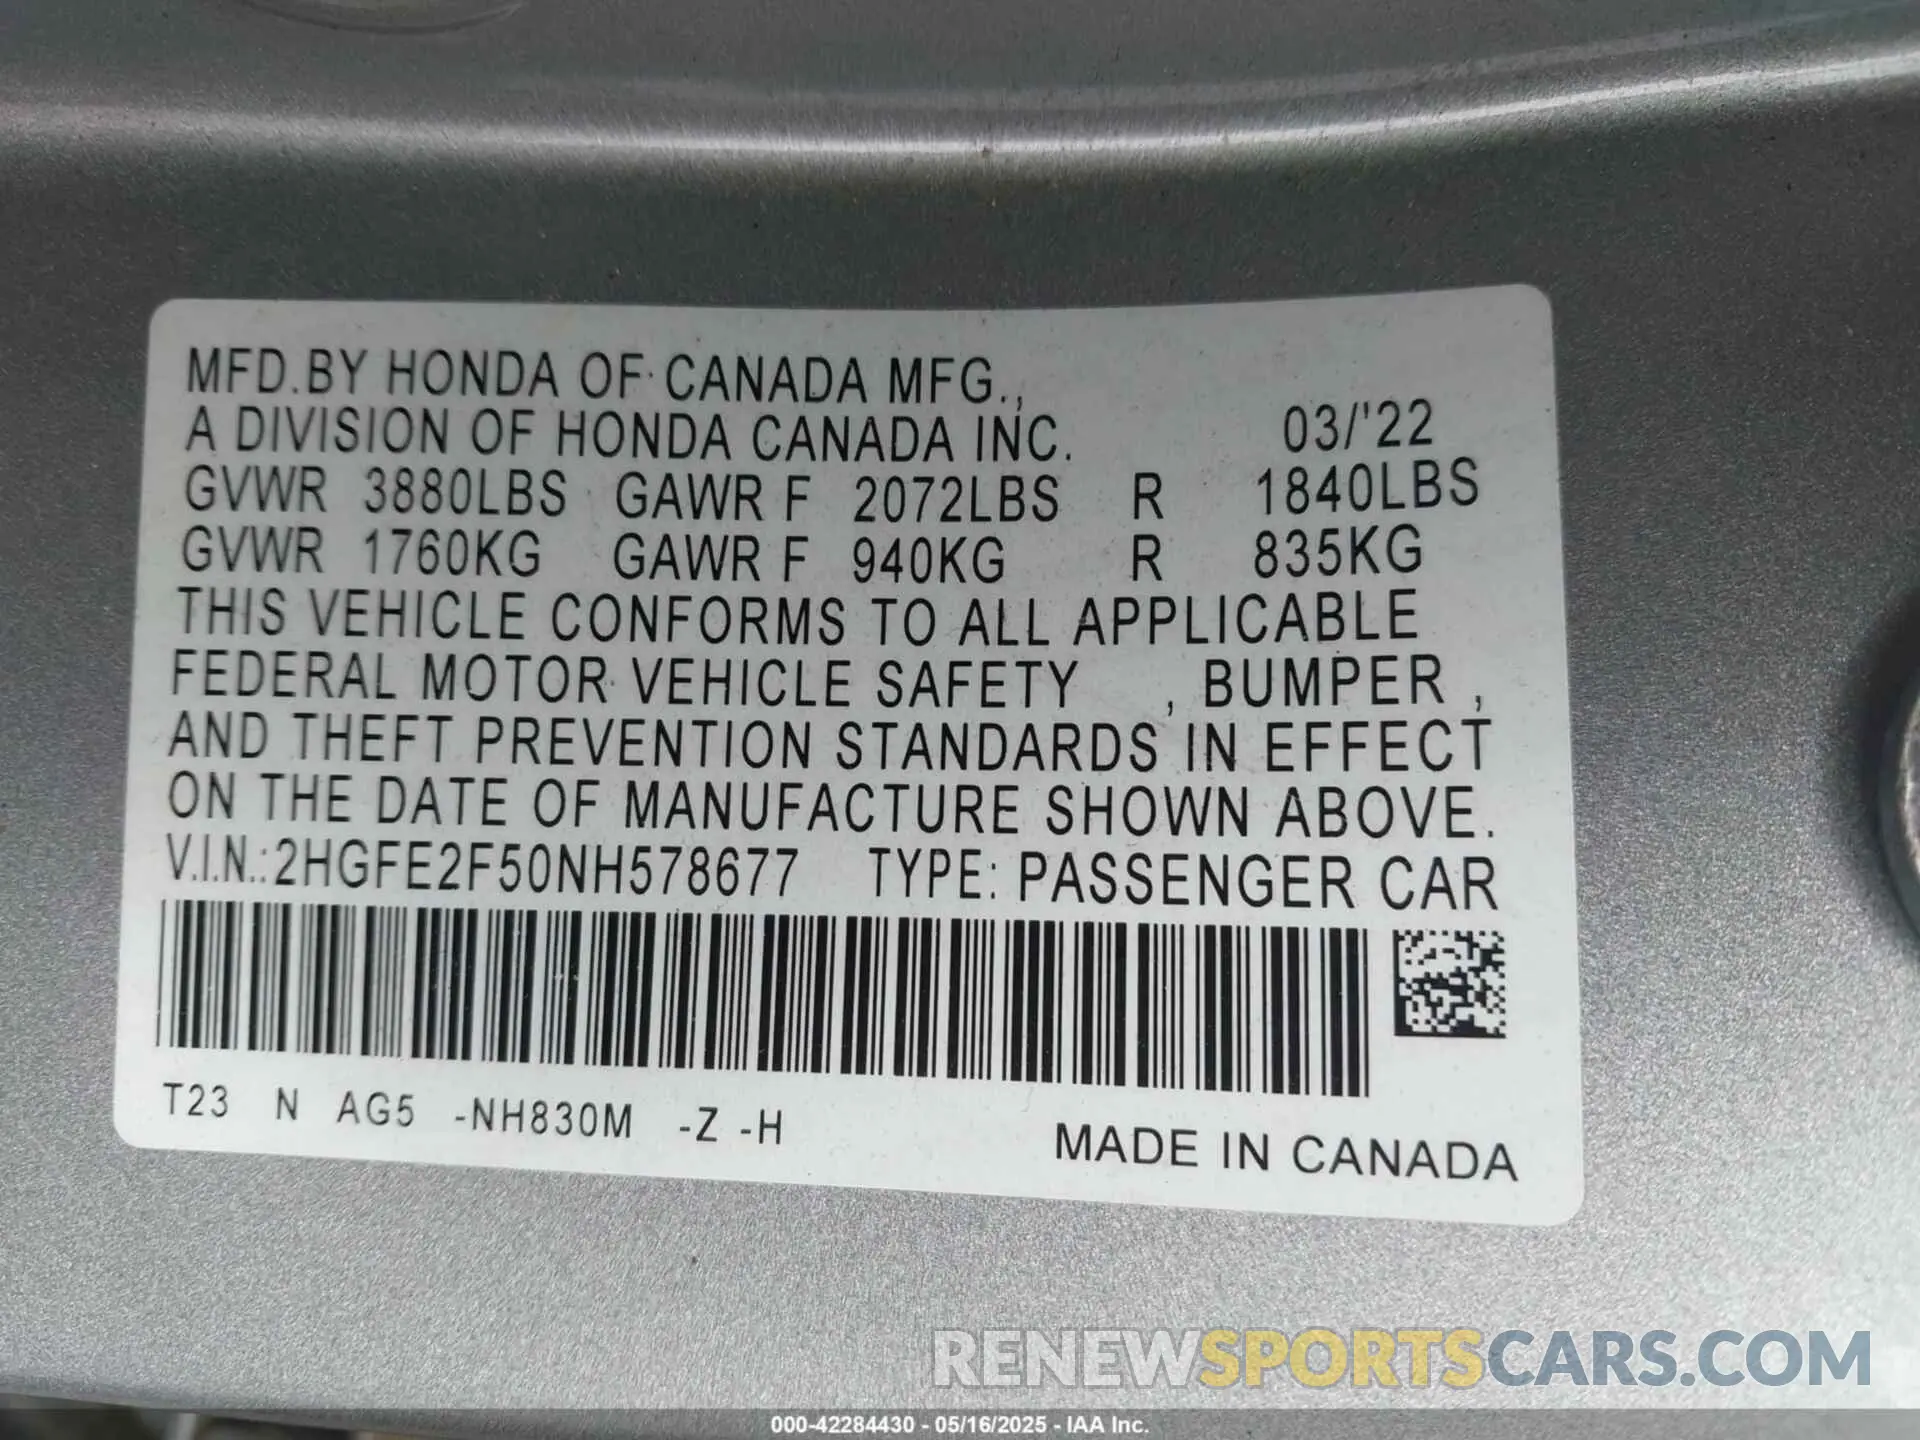 MFD.BY HONDA OF CANADA MFG.,
A DIVISION OF HONDA CANADA INC. 03/'22
GVWR 3880LBS GAWR F 2072LBS R 1840LBS
GVWR 1760KG GAWR F 940KG R 835KG
THIS VEHICLE CONFORMS TO ALL APPLICABLE
FEDERAL MOTOR VEHICLE SAFETY , BUMPER ,
AND THEFT PREVENTION STANDARDS IN EFFECT
ON THE DATE OF MANUFACTURE SHOWN ABOVE.
V.I.N.:2HGFE2F50NH578677 TYPE: PASSENGER CAR
T23 N AG5 -NH830M -Z -H
MADE IN CANADA
RENEWSPORTSCARS.COM
000-42284430 - 05/16/2025 - IAA Inc.